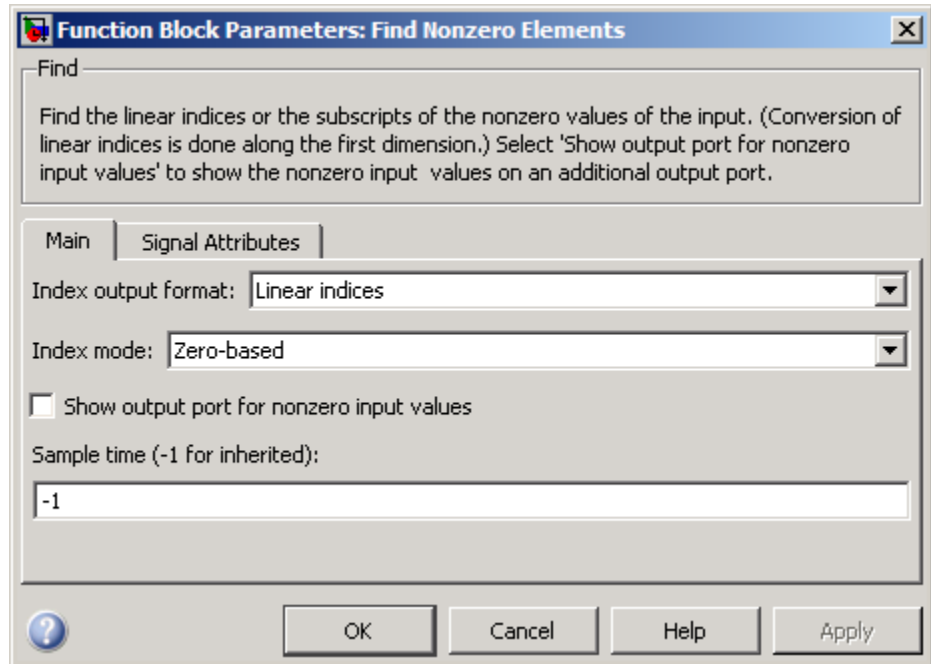 Function Block Parameters: Find Nonzero Elements
Find
Find the linear indices or the subscripts of the nonzero values of the input. (Conversion of
linear indices is done along the first dimension.) Select 'Show output port for nonzero
input values' to show the nonzero input  values on an additional output port.
Main Signal Attributes
Index output format: Linear indices
Index mode: Zero-based
Show output port for nonzero input values
Sample time (-1 for inherited):
-1
OK Cancel Help Apply